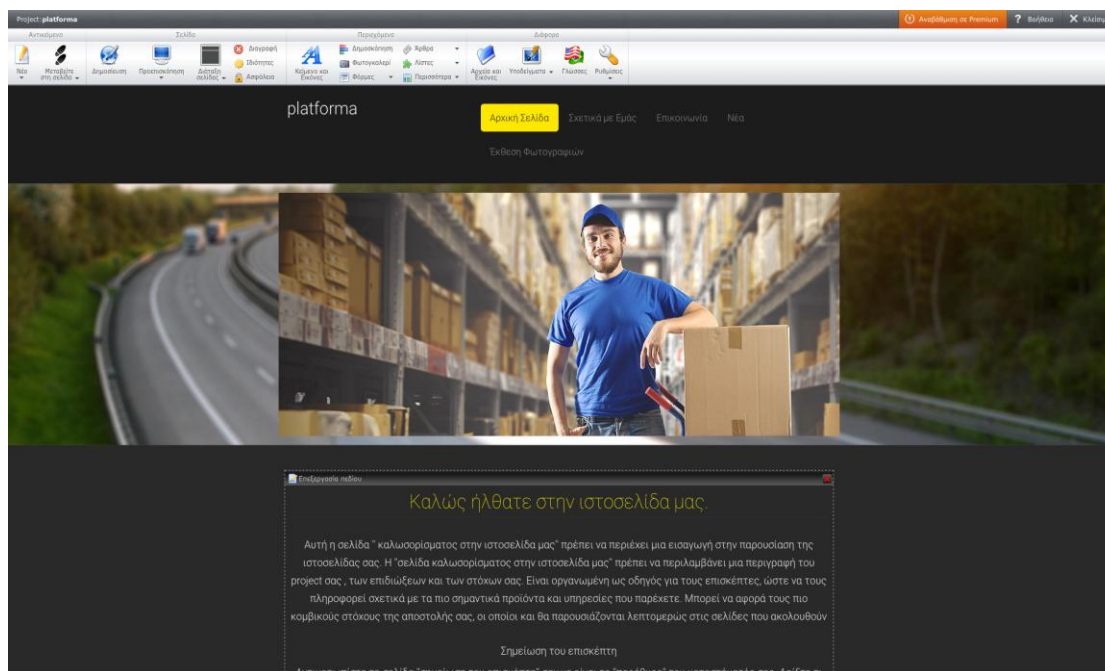 Project:platforma
Αναβάθμιση σε Premium ? Βοήθεια X Κλείσιμ
Αντικείμενο Σελίδα Περιεχόμενο Διάφορα
Νέο
Μεταβείτε στη σελίδα
Δημοσίευση
Προεπισκόπηση
Διάταξη σελίδας
Διαγραφή
Ιδιότητες
Ασφάλεια
Κείμενο και Εικόνες
Δημοσκόπηση
Φωτογκαλερί
Φόρμες
Άρθρα
Λίστες
Περισσότερα
Αρχεία και Εικόνες
Υποδείγματα
Γλώσσες
Ρυθμίσεις
platforma
Αρχική Σελίδα Σχετικά με Εμάς Επικοινωνία Νέα
Έκθεση Φωτογραφιών
Επεξεργασία πεδίου
Καλώς ήλθατε στην ιστοσελίδα μας.
Αυτή η σελίδα " καλωσορίσματος στην ιστοσελίδα μας" πρέπει να περιέχει μια εισαγωγή στην παρουσίαση της
ιστοσελίδας σας. Η "σελίδα καλωσορίσματος στην ιστοσελίδα μας" πρέπει να περιλαμβάνει μια περιγραφή του
project σας , των επιδιώξεων και των στόχων σας. Είναι οργανωμένη ως οδηγός για τους επισκέπτες, ώστε να τους
πληροφορεί σχετικά με τα πιο σημαντικά προϊόντα και υπηρεσίες που παρέχετε. Μπορεί να αφορά τους πιο
κομβικούς στόχους της αποστολής σας, οι οποίοι και θα παρουσιάζονται λεπτομερώς στις σελίδες που ακολουθούν
Σημείωση του επισκέπτη